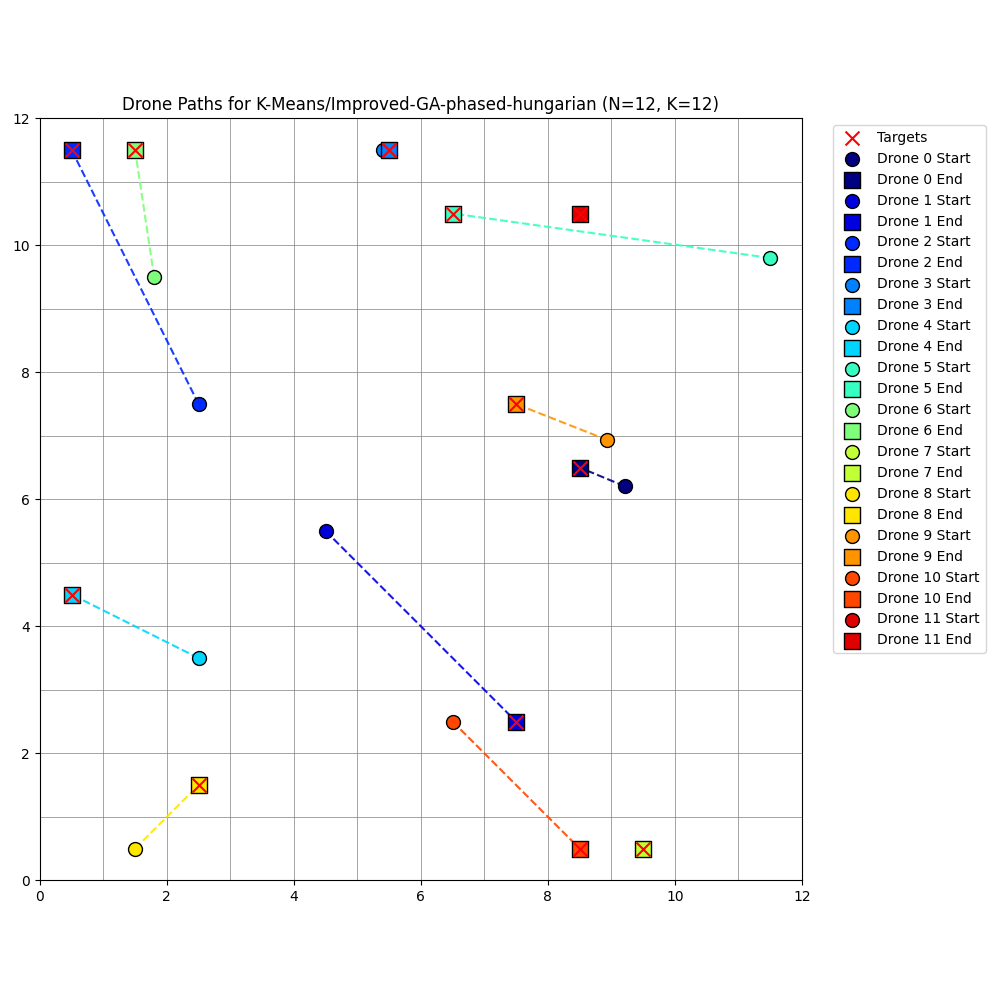 Drone Paths for K-Means/Improved-GA-phased-hungarian (N=12, K=12)
12
10
8
6
4
2
0
0 2 4 6 8 10 12
Targets
Drone 0 Start
Drone 0 End
Drone 1 Start
Drone 1 End
Drone 2 Start
Drone 2 End
Drone 3 Start
Drone 3 End
Drone 4 Start
Drone 4 End
Drone 5 Start
Drone 5 End
Drone 6 Start
Drone 6 End
Drone 7 Start
Drone 7 End
Drone 8 Start
Drone 8 End
Drone 9 Start
Drone 9 End
Drone 10 Start
Drone 10 End
Drone 11 Start
Drone 11 End